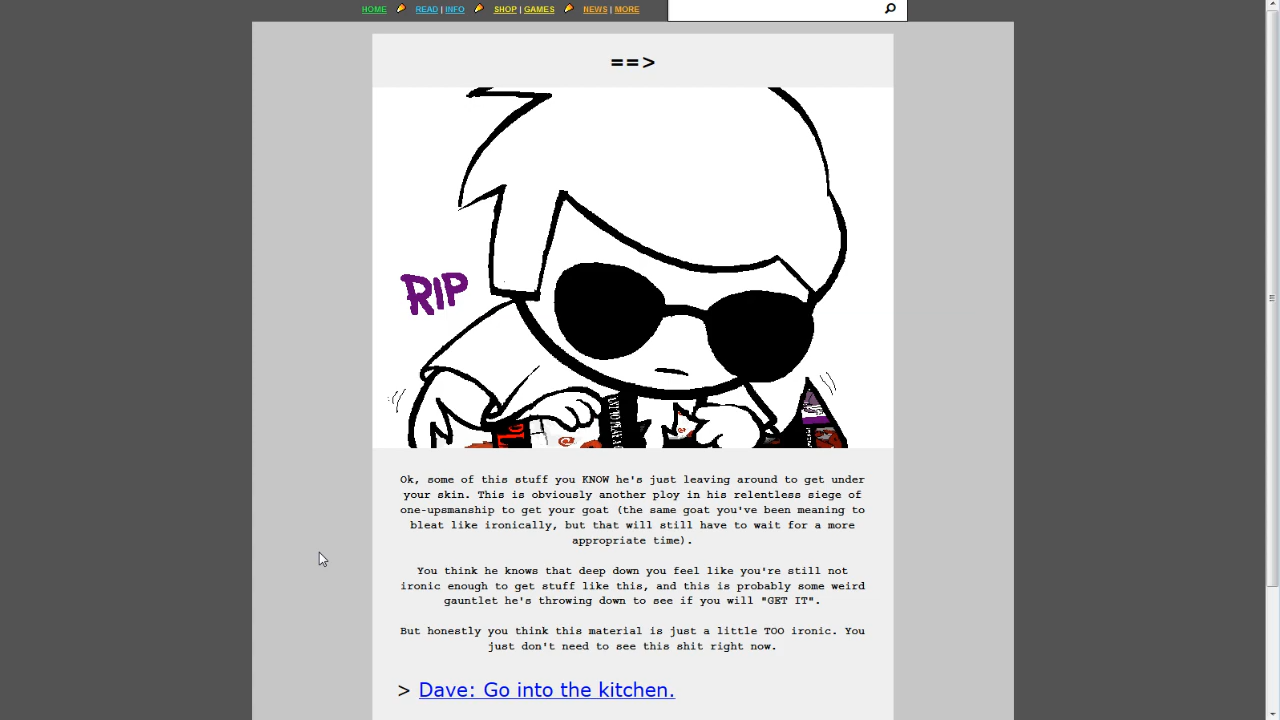 HOME READ | INFO SHOP | GAMES NEWS | MORE
==>
RIP
Ok, some of this stuff you KNOW he's just leaving around to get under
your skin. This is obviously another ploy in his relentless siege of
one-upsmanship to get your goat (the same goat you've been meaning to
bleat like ironically, but that will still have to wait for a more
appropriate time).
You think he knows that deep down you feel like you're still not
ironic enough to get stuff like this, and this is probably some weird
gauntlet he's throwing down to see if you will "GET IT".
But honestly you think this material is just a little TOO ironic. You
just don't need to see this shit right now.
> Dave: Go into the kitchen.